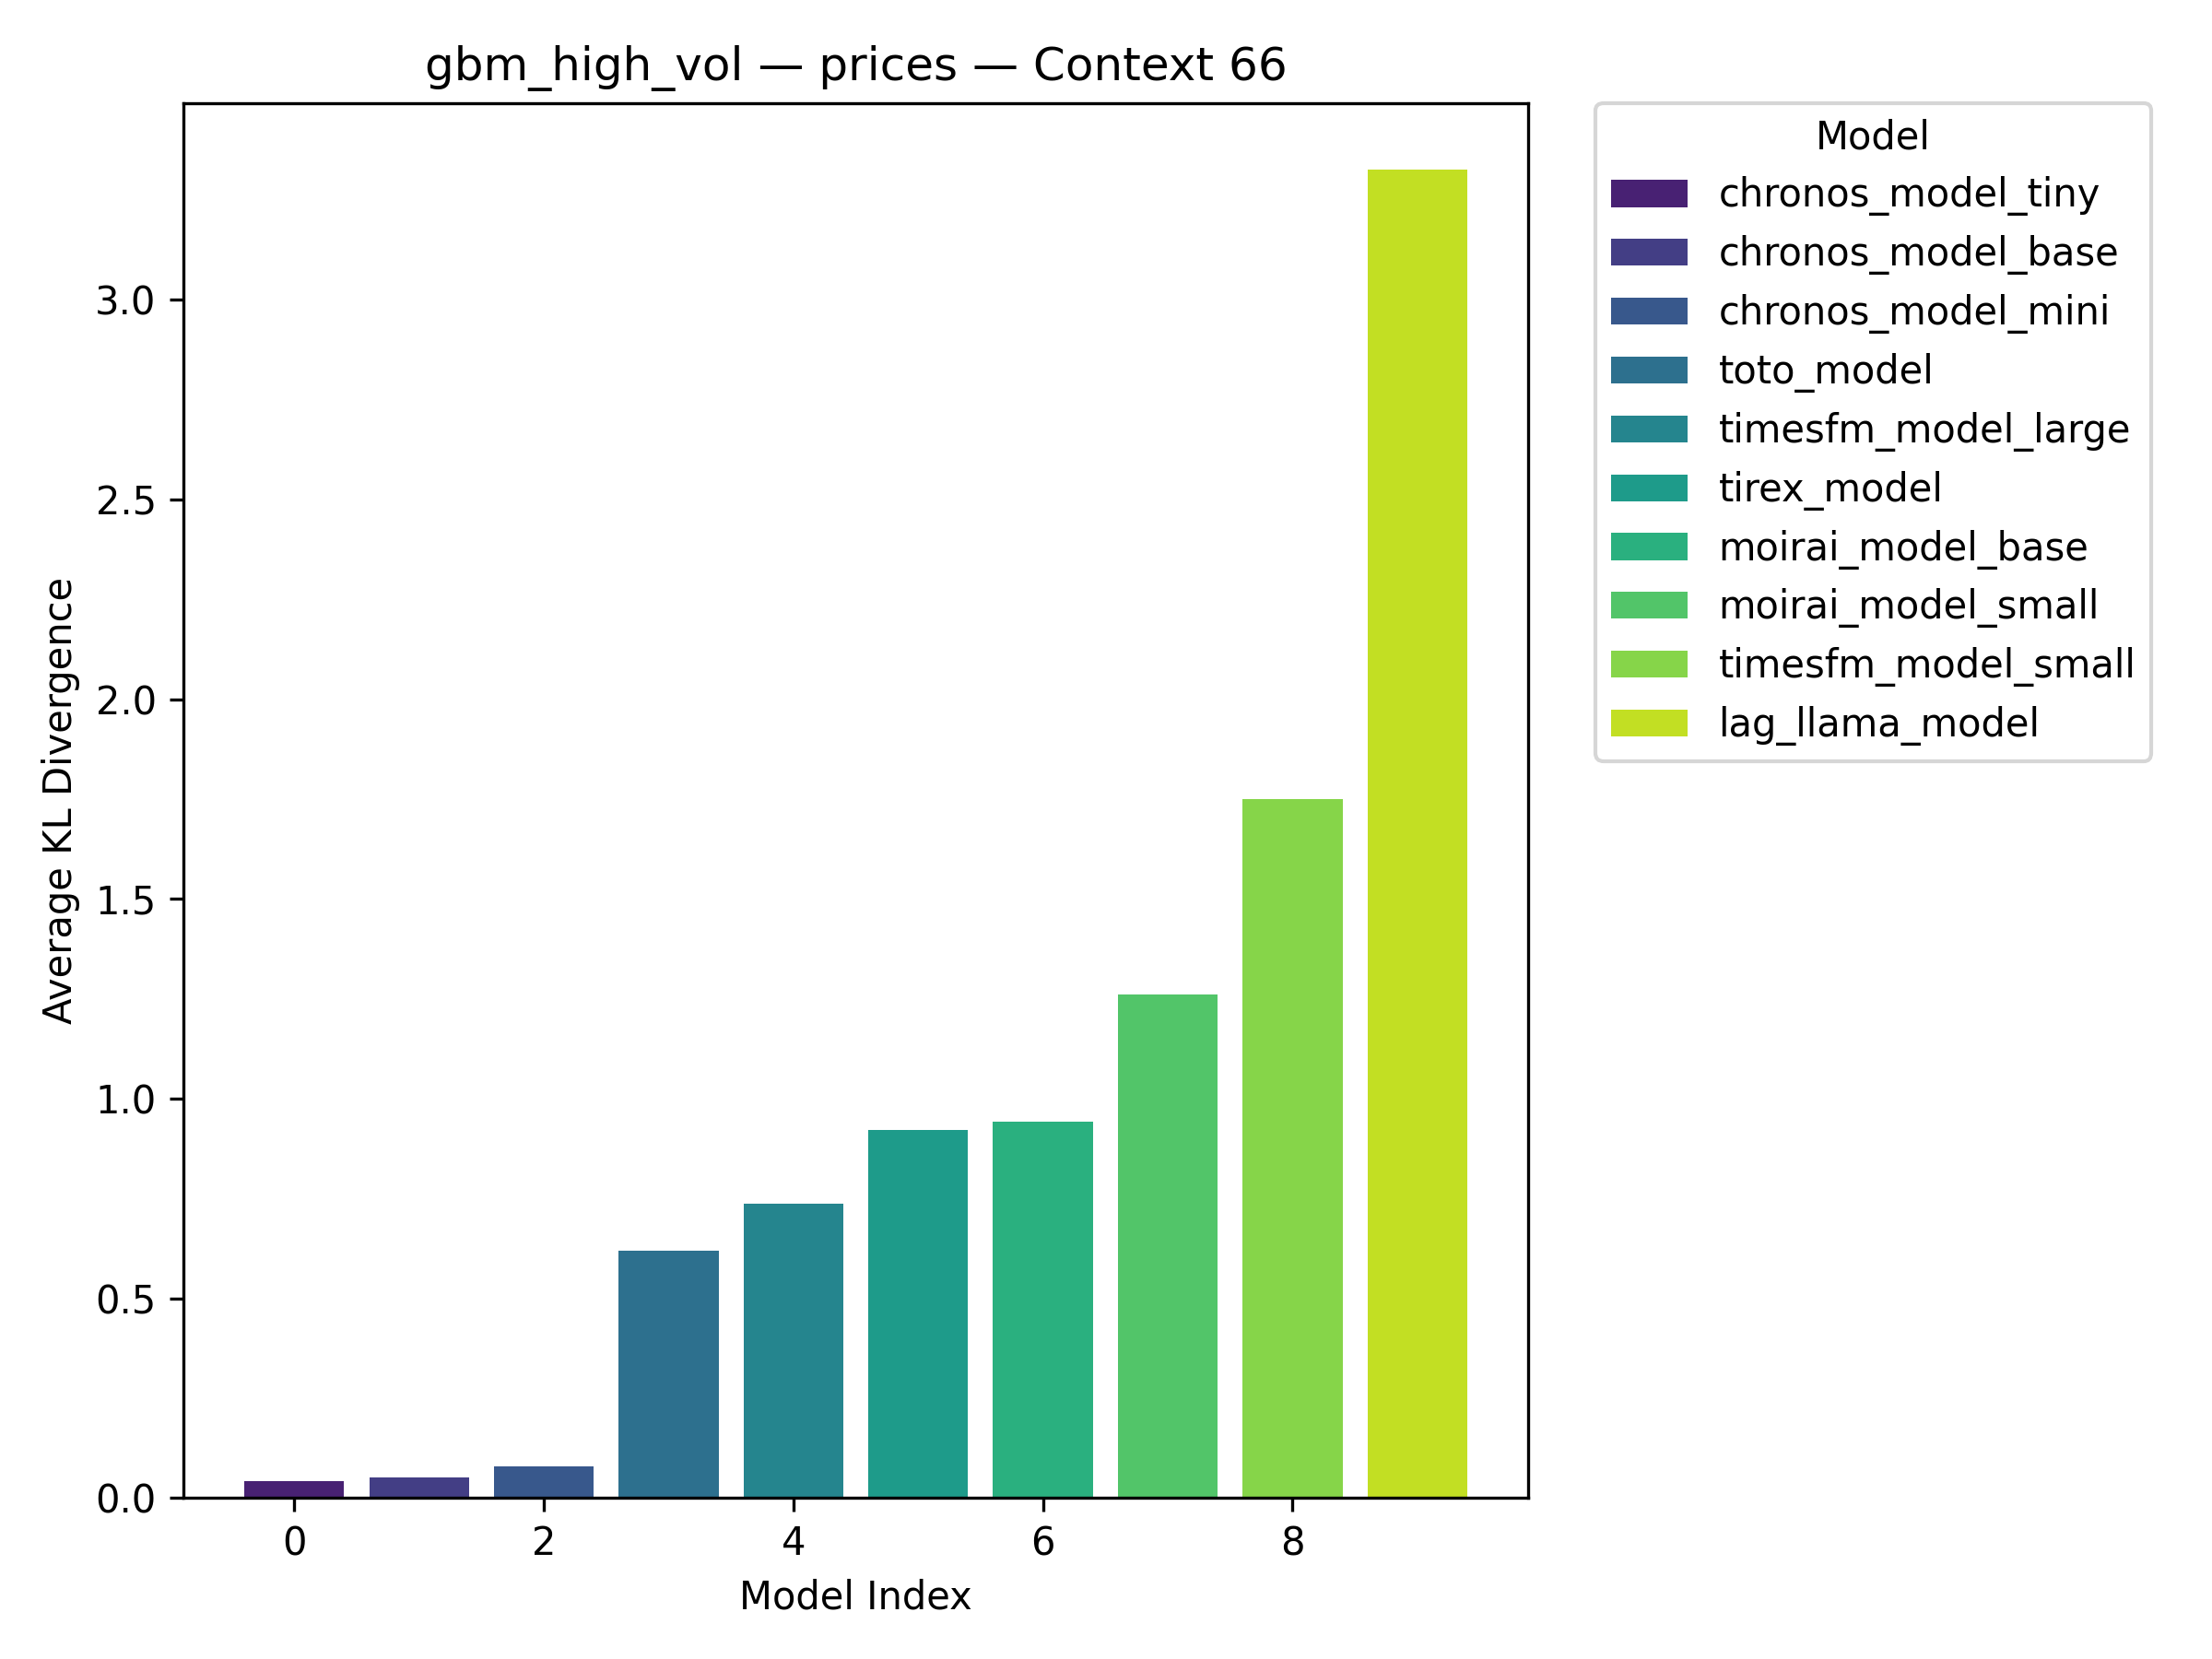 gbm_high_vol — prices — Context 66
Average KL Divergence
3.0
2.5
2.0
1.5
1.0
0.5
0.0
0 2 4 6 8
Model Index
Model
chronos_model_tiny
chronos_model_base
chronos_model_mini
toto_model
timesfm_model_large
tirex_model
moirai_model_base
moirai_model_small
timesfm_model_small
lag_llama_model